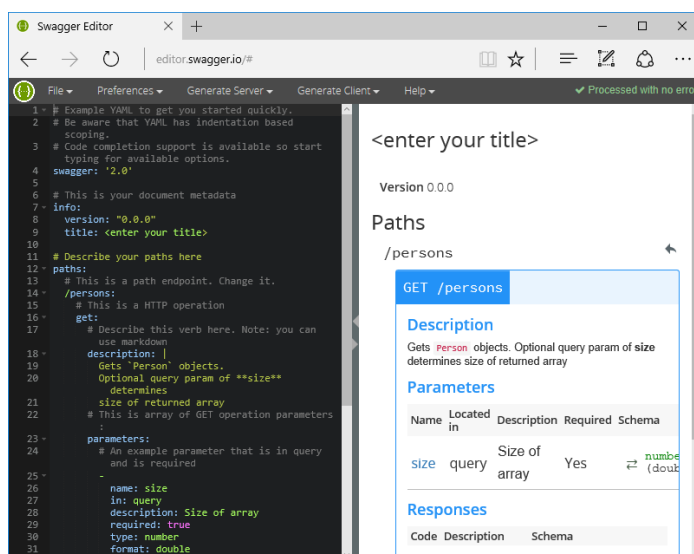 Swagger Editor
editor.swagger.io/#
File Preferences Generate Server Generate Client Help Processed with no erro
1 # Example YAML to get you started quickly.
2 # Be aware that YAML has indentation based
scoping.
3 # Code completion support is available so start
typing for available options.
4 swagger: '2.0'
5
6 # This is your document metadata
7 info:
8 version: "0.0.0"
9 title: <enter your title>
10
11 # Describe your paths here
12 paths:
13 # This is a path endpoint. Change it.
14 /persons:
15 # This is a HTTP operation
16 get:
17 # Describe this verb here. Note: you can
use markdown
18 description: |
19 Gets `Person` objects.
20 Optional query param of **size**
determines
21 size of returned array
22 # This is array of GET operation parameters
:
23 parameters:
24 # An example parameter that is in query
and is required
25 -
26 name: size
27 in: query
28 description: Size of array
29 required: true
30 type: number
31 format: double
<enter your title>
Version 0.0.0
Paths
/persons
GET /persons
Description
Gets Person objects. Optional query param of size
determines size of returned array
Parameters
Name Located in Description Required Schema
size query Size of array Yes numbe
(doub
Responses
Code Description Schema